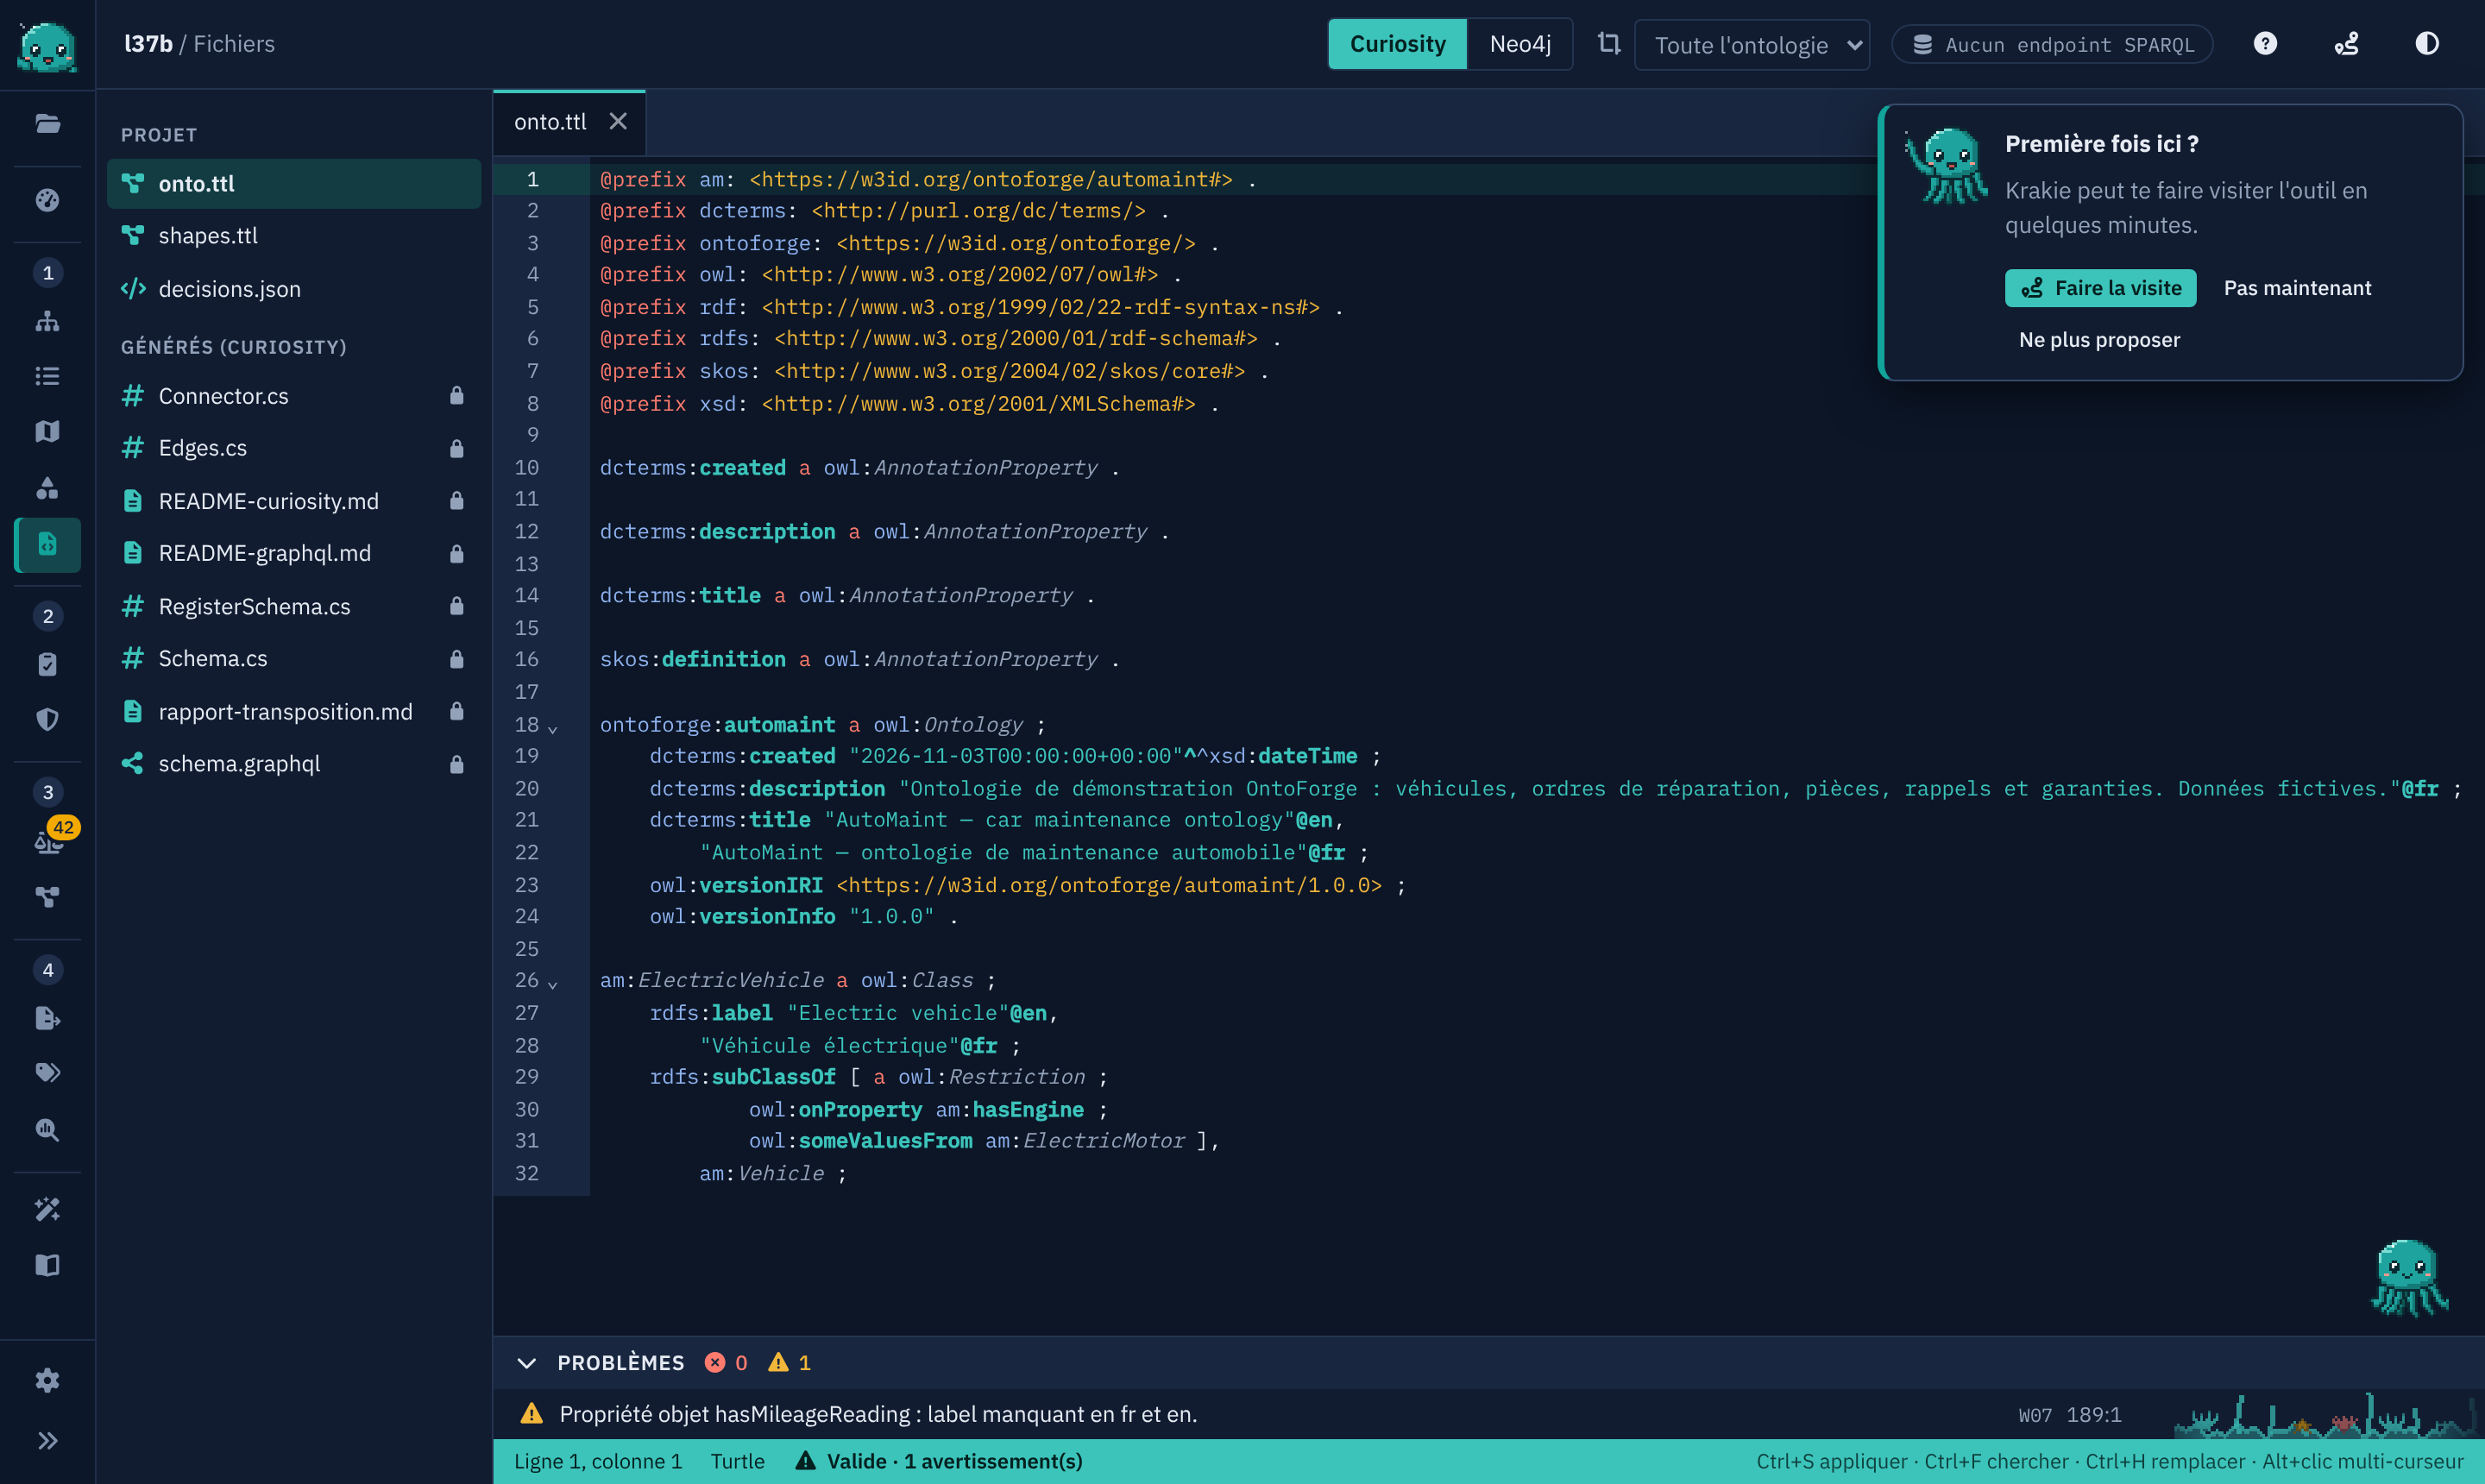 l37b / Fichiers
Curiosity
Neo4j
Toute l'ontologie
Aucun endpoint SPARQL
PROJET
onto.ttl
shapes.ttl
decisions.json
GÉNÉRÉS (CURIOSITY)
Connector.cs
Edges.cs
README-curiosity.md
README-graphql.md
RegisterSchema.cs
Schema.cs
rapport-transposition.md
schema.graphql
1
2
3
42
4
onto.ttl
Première fois ici ?
Krakie peut te faire visiter l'outil en
quelques minutes.
Faire la visite
Pas maintenant
Ne plus proposer
1 @prefix am: <https://w3id.org/ontoforge/automaint#> .
2 @prefix dcterms: <http://purl.org/dc/terms/> .
3 @prefix ontoforge: <https://w3id.org/ontoforge/> .
4 @prefix owl: <http://www.w3.org/2002/07/owl#> .
5 @prefix rdf: <http://www.w3.org/1999/02/22-rdf-syntax-ns#> .
6 @prefix rdfs: <http://www.w3.org/2000/01/rdf-schema#> .
7 @prefix skos: <http://www.w3.org/2004/02/skos/core#> .
8 @prefix xsd: <http://www.w3.org/2001/XMLSchema#> .
9
10 dcterms:created a owl:AnnotationProperty .
11
12 dcterms:description a owl:AnnotationProperty .
13
14 dcterms:title a owl:AnnotationProperty .
15
16 skos:definition a owl:AnnotationProperty .
17
18 ontoforge:automaint a owl:Ontology ;
19     dcterms:created "2026-11-03T00:00:00+00:00"^^xsd:dateTime ;
20     dcterms:description "Ontologie de démonstration OntoForge : véhicules, ordres de réparation, pièces, rappels et garanties. Données fictives."@fr ;
21     dcterms:title "AutoMaint — car maintenance ontology"@en,
22         "AutoMaint — ontologie de maintenance automobile"@fr ;
23     owl:versionIRI <https://w3id.org/ontoforge/automaint/1.0.0> ;
24     owl:versionInfo "1.0.0" .
25
26 am:ElectricVehicle a owl:Class ;
27     rdfs:label "Electric vehicle"@en,
28         "Véhicule électrique"@fr ;
29     rdfs:subClassOf [ a owl:Restriction ;
30             owl:onProperty am:hasEngine ;
31             owl:someValuesFrom am:ElectricMotor ],
32         am:Vehicle ;
PROBLÈMES 0 1
Propriété objet hasMileageReading : label manquant en fr et en. W07 189:1
Ligne 1, colonne 1 Turtle Valide · 1 avertissement(s) Ctrl+S appliquer · Ctrl+F chercher · Ctrl+H remplacer · Alt+clic multi-curseur